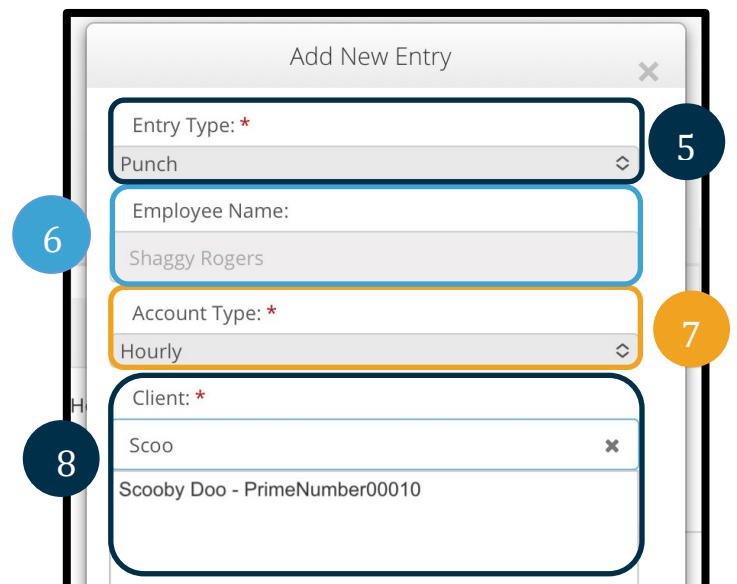 Add New Entry
Entry Type: *
Punch
5
Employee Name:
6
Shaggy Rogers
Account Type: *
7
Hourly
Client: *
Scoo
8
Scooby Doo - PrimeNumber00010